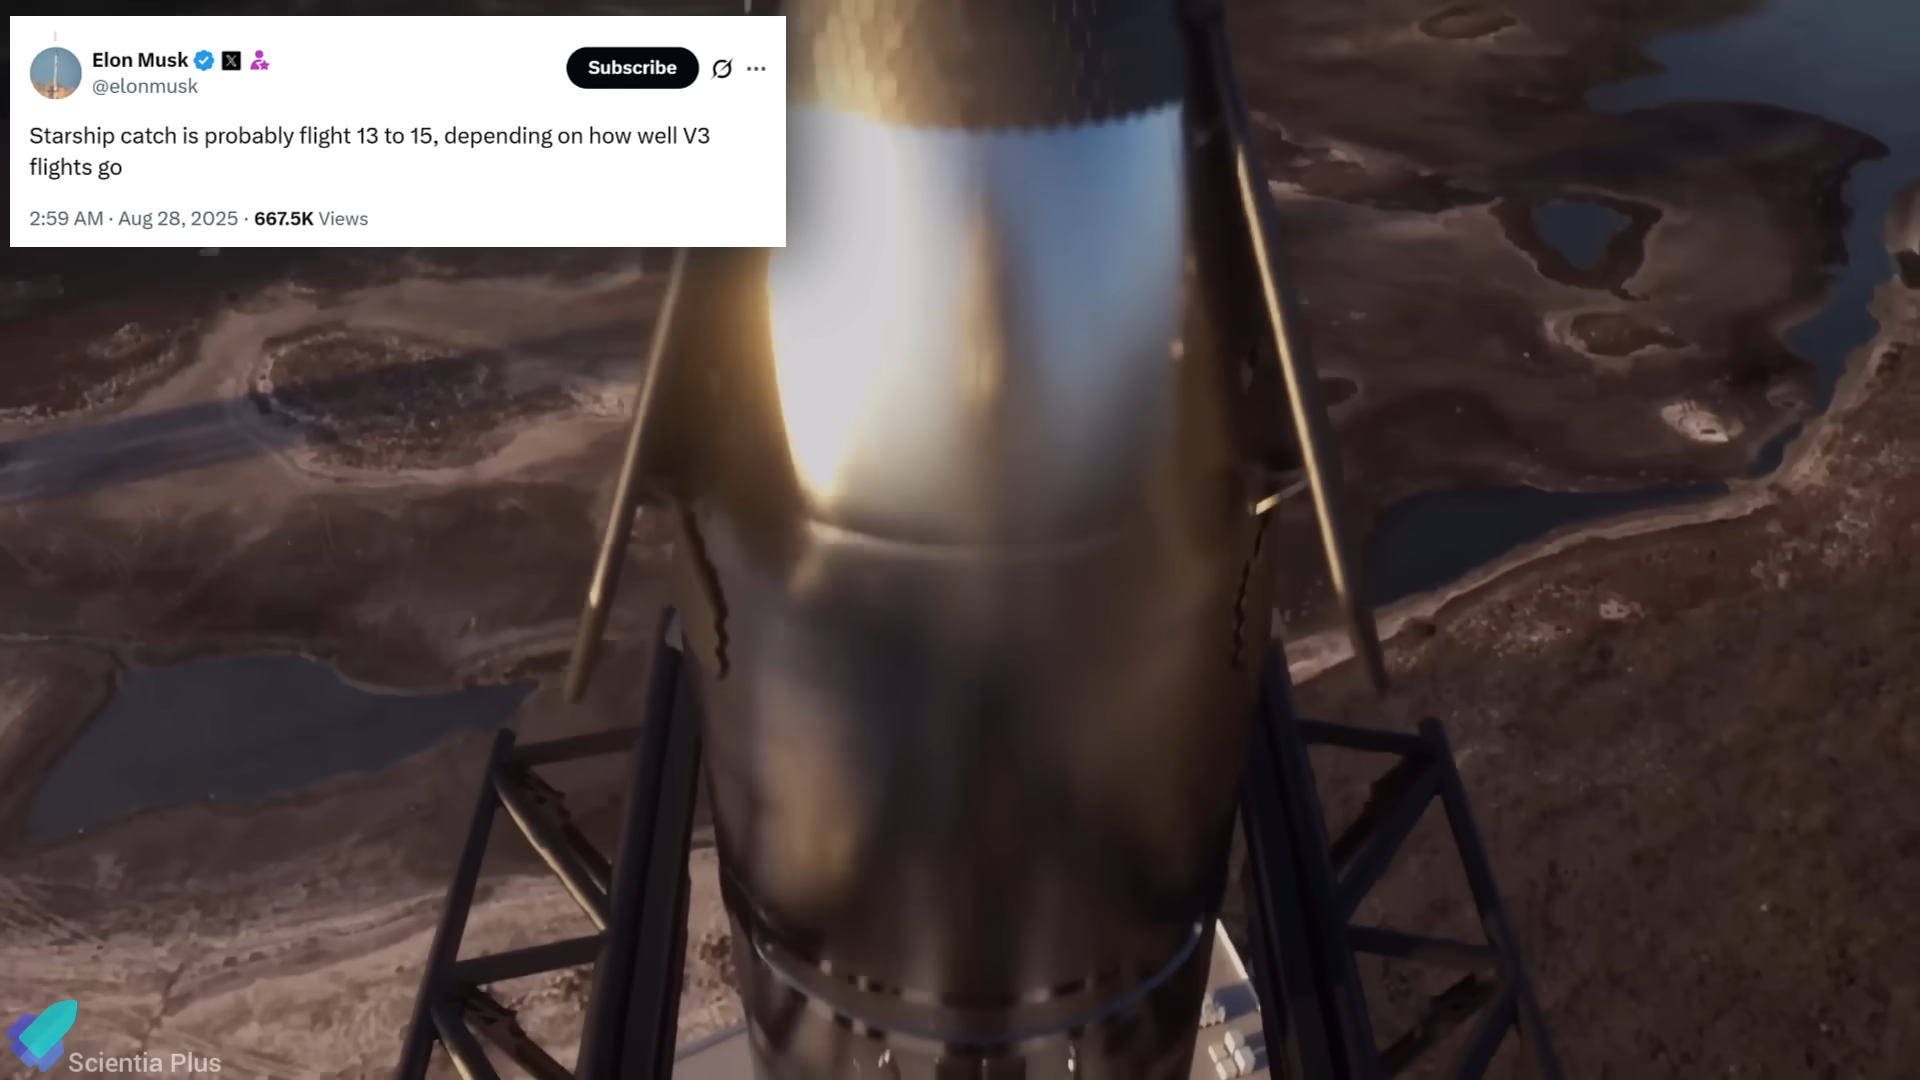 Elon Musk
@elonmusk
Subscribe
Starship catch is probably flight 13 to 15, depending on how well V3
flights go
2:59 AM · Aug 28, 2025 · 667.5K Views
Scientia Plus